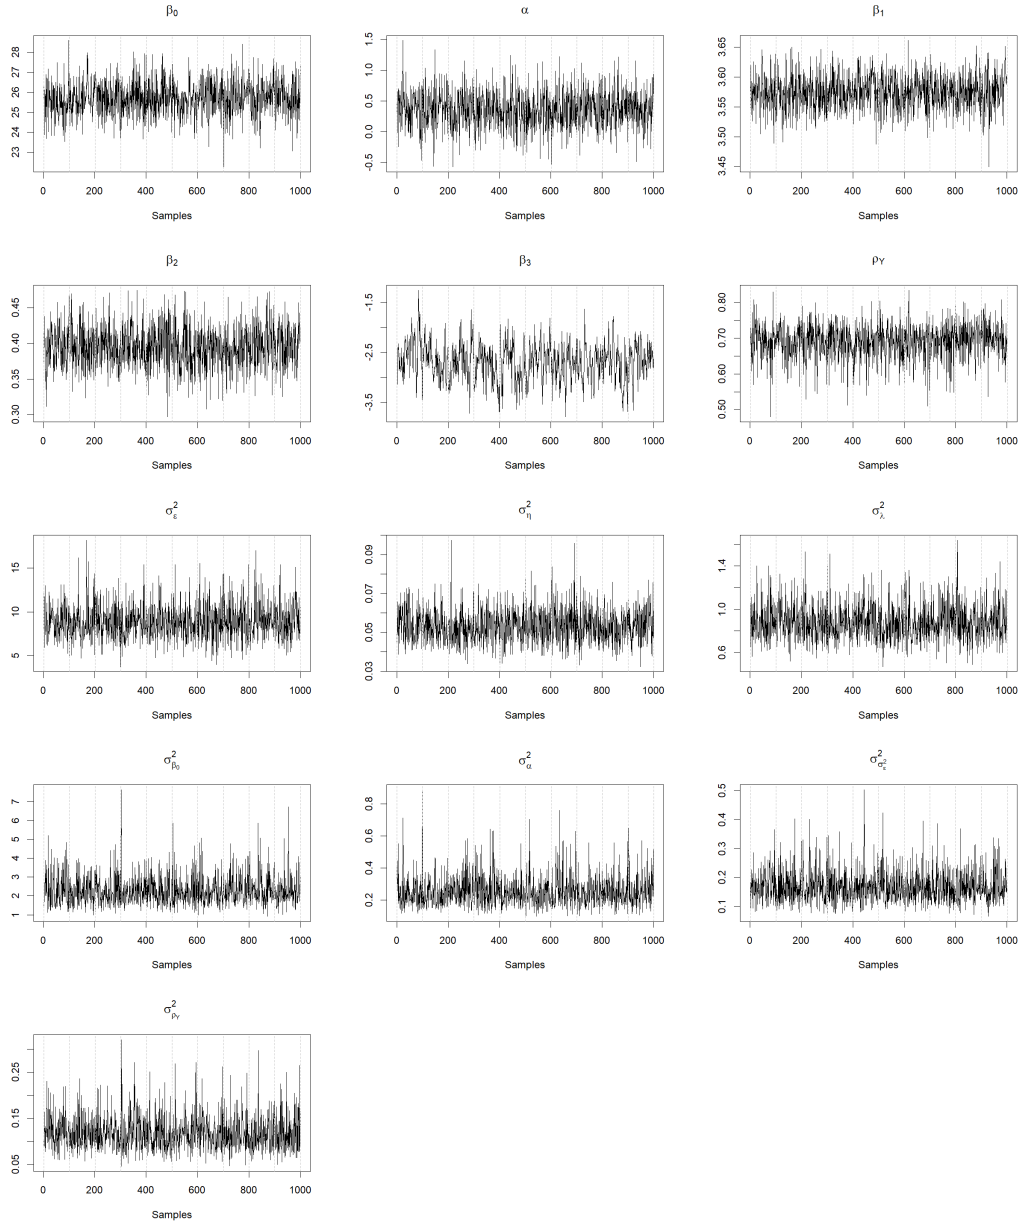 β₀ α β₁
28 27 26 25 24 23
1.5 1.0 0.5 0.0 -0.5
3.65 3.60 3.55 3.50 3.45
0 200 400 600 800 1000 0 200 400 600 800 1000 0 200 400 600 800 1000
Samples Samples Samples
β₂ β₃ ρ_Y
0.45 0.40 0.35 0.30
-1.5 -2.5 -3.5
0.80 0.70 0.60 0.50
0 200 400 600 800 1000 0 200 400 600 800 1000 0 200 400 600 800 1000
Samples Samples Samples
σ²_ε σ²_η σ²_λ
15 10 5
0.09 0.07 0.05 0.03
1.4 1.0 0.6
0 200 400 600 800 1000 0 200 400 600 800 1000 0 200 400 600 800 1000
Samples Samples Samples
σ²_β₀ σ²_α σ²_σ²_ε
7 6 5 4 3 2 1
0.8 0.6 0.4 0.2
0.5 0.4 0.3 0.2 0.1
0 200 400 600 800 1000 0 200 400 600 800 1000 0 200 400 600 800 1000
Samples Samples Samples
σ²_ρ_Y
0.25 0.15 0.05
0 200 400 600 800 1000
Samples